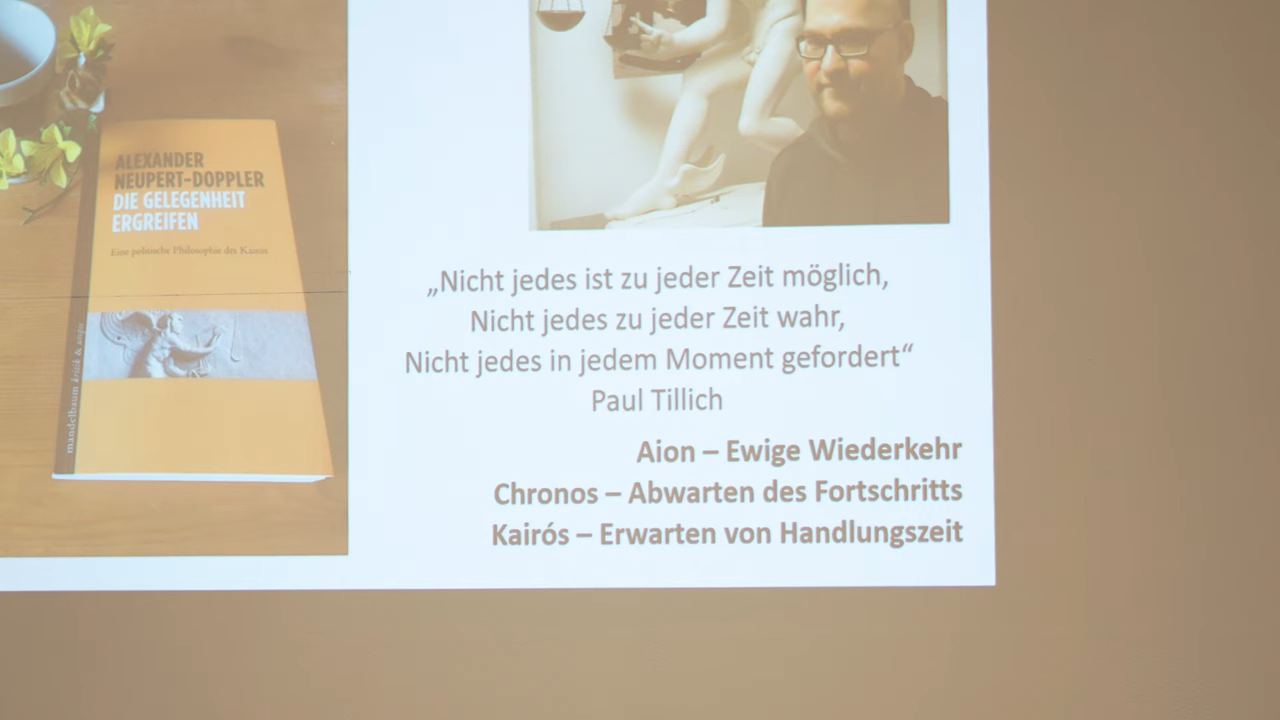 ALEXANDER
NEUPERT-DOPPLER
DIE GELEGENHEIT
ERGREIFEN
Eine politische Philosophie des Kairós
mandelbaum kritik & utopie
„Nicht jedes ist zu jeder Zeit möglich,
Nicht jedes zu jeder Zeit wahr,
Nicht jedes in jedem Moment gefordert“
Paul Tillich
Aion – Ewige Wiederkehr
Chronos – Abwarten des Fortschritts
Kairós – Erwarten von Handlungszeit